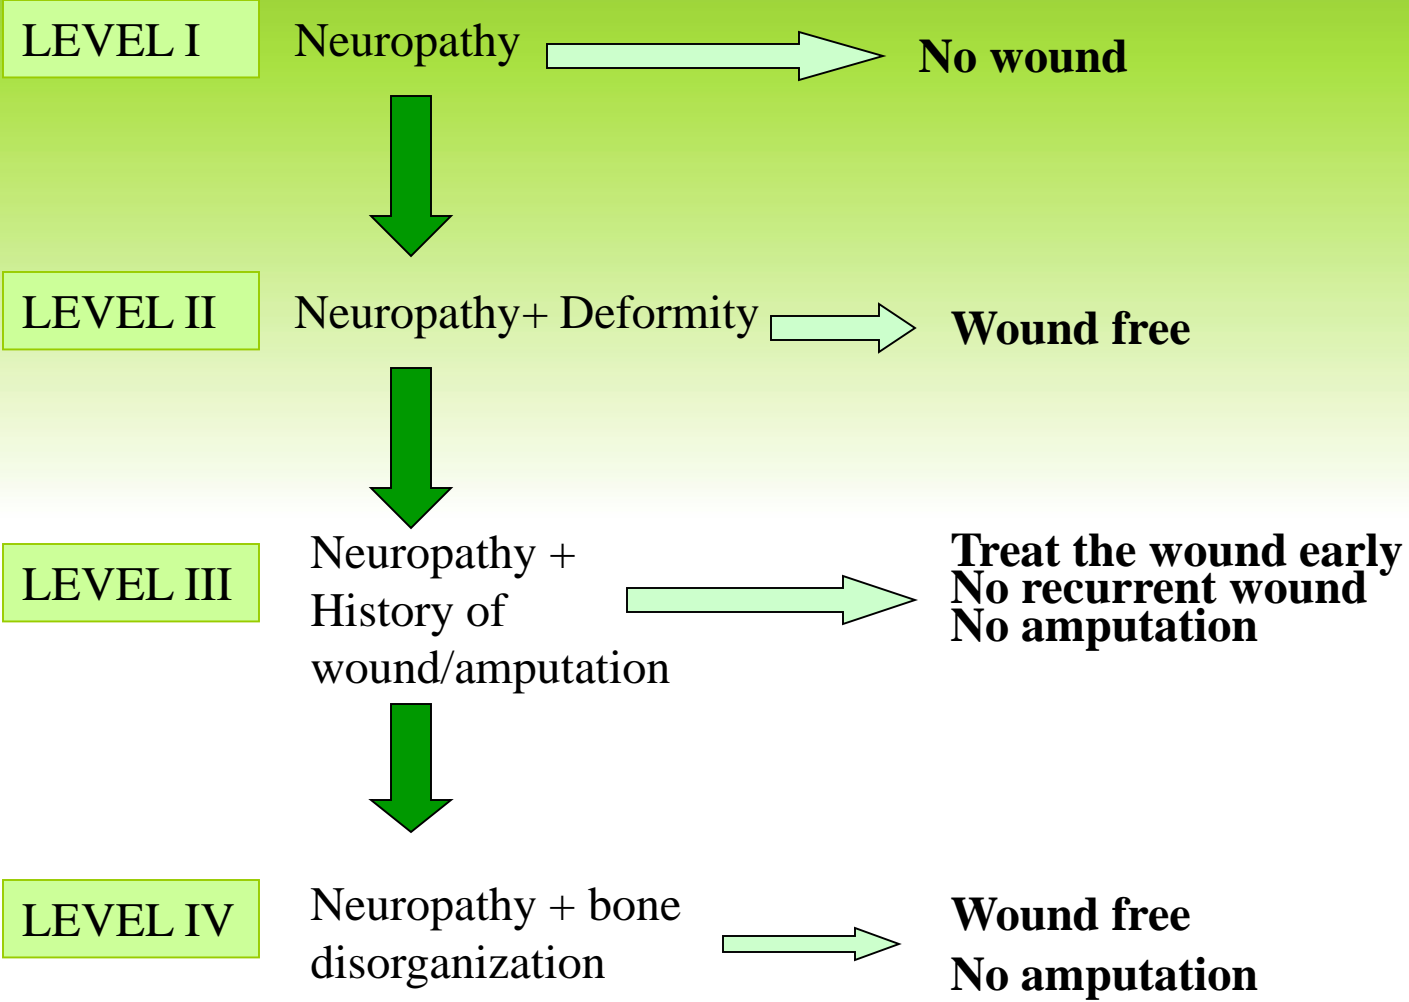 LEVEL I
Neuropathy
No wound
LEVEL II
Neuropathy+ Deformity
Wound free
LEVEL III
Neuropathy +
History of
wound/amputation
Treat the wound early
No recurrent wound
No amputation
LEVEL IV
Neuropathy + bone
disorganization
Wound free
No amputation